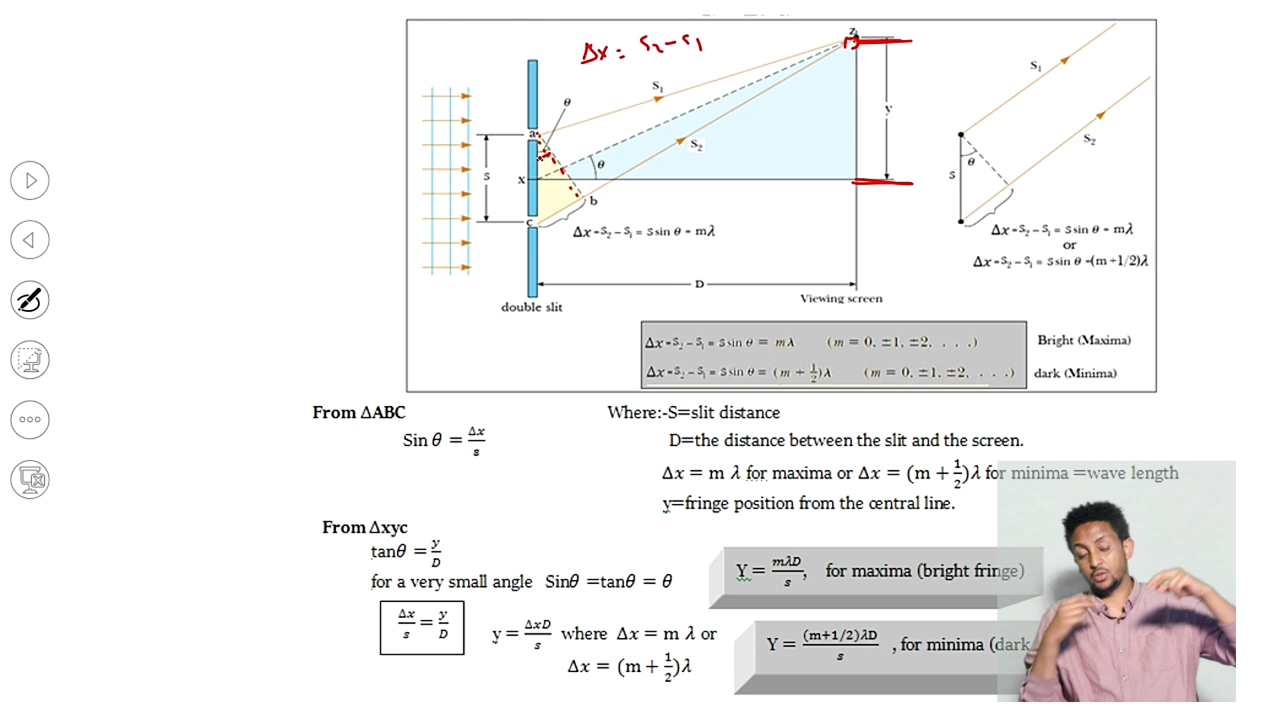 Δx = S₂ - S₁
z
S₁
θ
a
y
S₂
θ
S
x
b
c
Δx = S₂ - S₁ = S sin θ = mλ
D
double slit
Viewing screen
S₁
S₂
θ
S
Δx = S₂ - S₁ = S sin θ = mλ
or
Δx = S₂ - S₁ = S sin θ = (m + 1/2)λ
Δx = S₂ - S₁ = S sin θ = mλ (m = 0, ±1, ±2, . . .) Bright (Maxima)
Δx = S₂ - S₁ = S sin θ = (m + 1/2)λ (m = 0, ±1, ±2, . . .) dark (Minima)
From ΔABC
Sin θ = Δx/s
Where:-S=slit distance
D=the distance between the slit and the screen.
Δx = m λ for maxima or Δx = (m + 1/2)λ for minima =wave length
y=fringe position from the central line.
From Δxyc
tanθ = y/D
for a very small angle Sinθ =tanθ = θ
Δx/s = y/D
y = ΔxD/s where Δx = m λ or
Δx = (m + 1/2)λ
Y = mλD/s, for maxima (bright fringe)
Y = (m+1/2)λD/s , for minima (dark